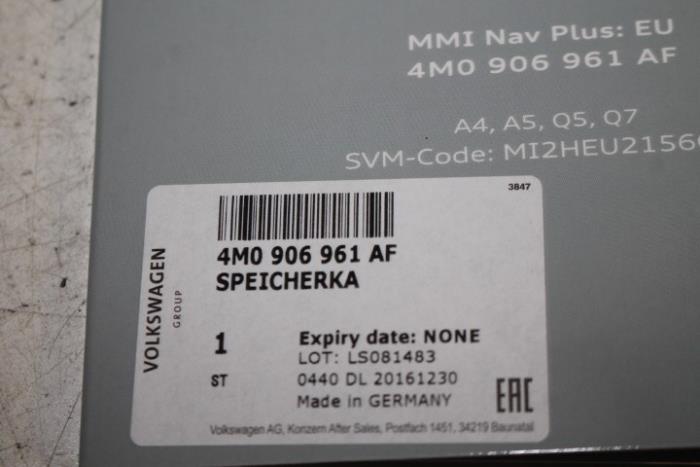 MMI Nav Plus: EU
4M0 906 961 AF
A4, A5, Q5, Q7
SVM-Code: MI2HEU2156
3847
4M0 906 961 AF
SPEICHERKA
VOLKSWAGEN
GROUP
1
Expiry date: NONE
LOT: LS081483
ST
0440 DL 20161230
Made in GERMANY
EAC
Volkswagen AG, Konzern After Sales, Postfach 1451, 34219 Baunatal